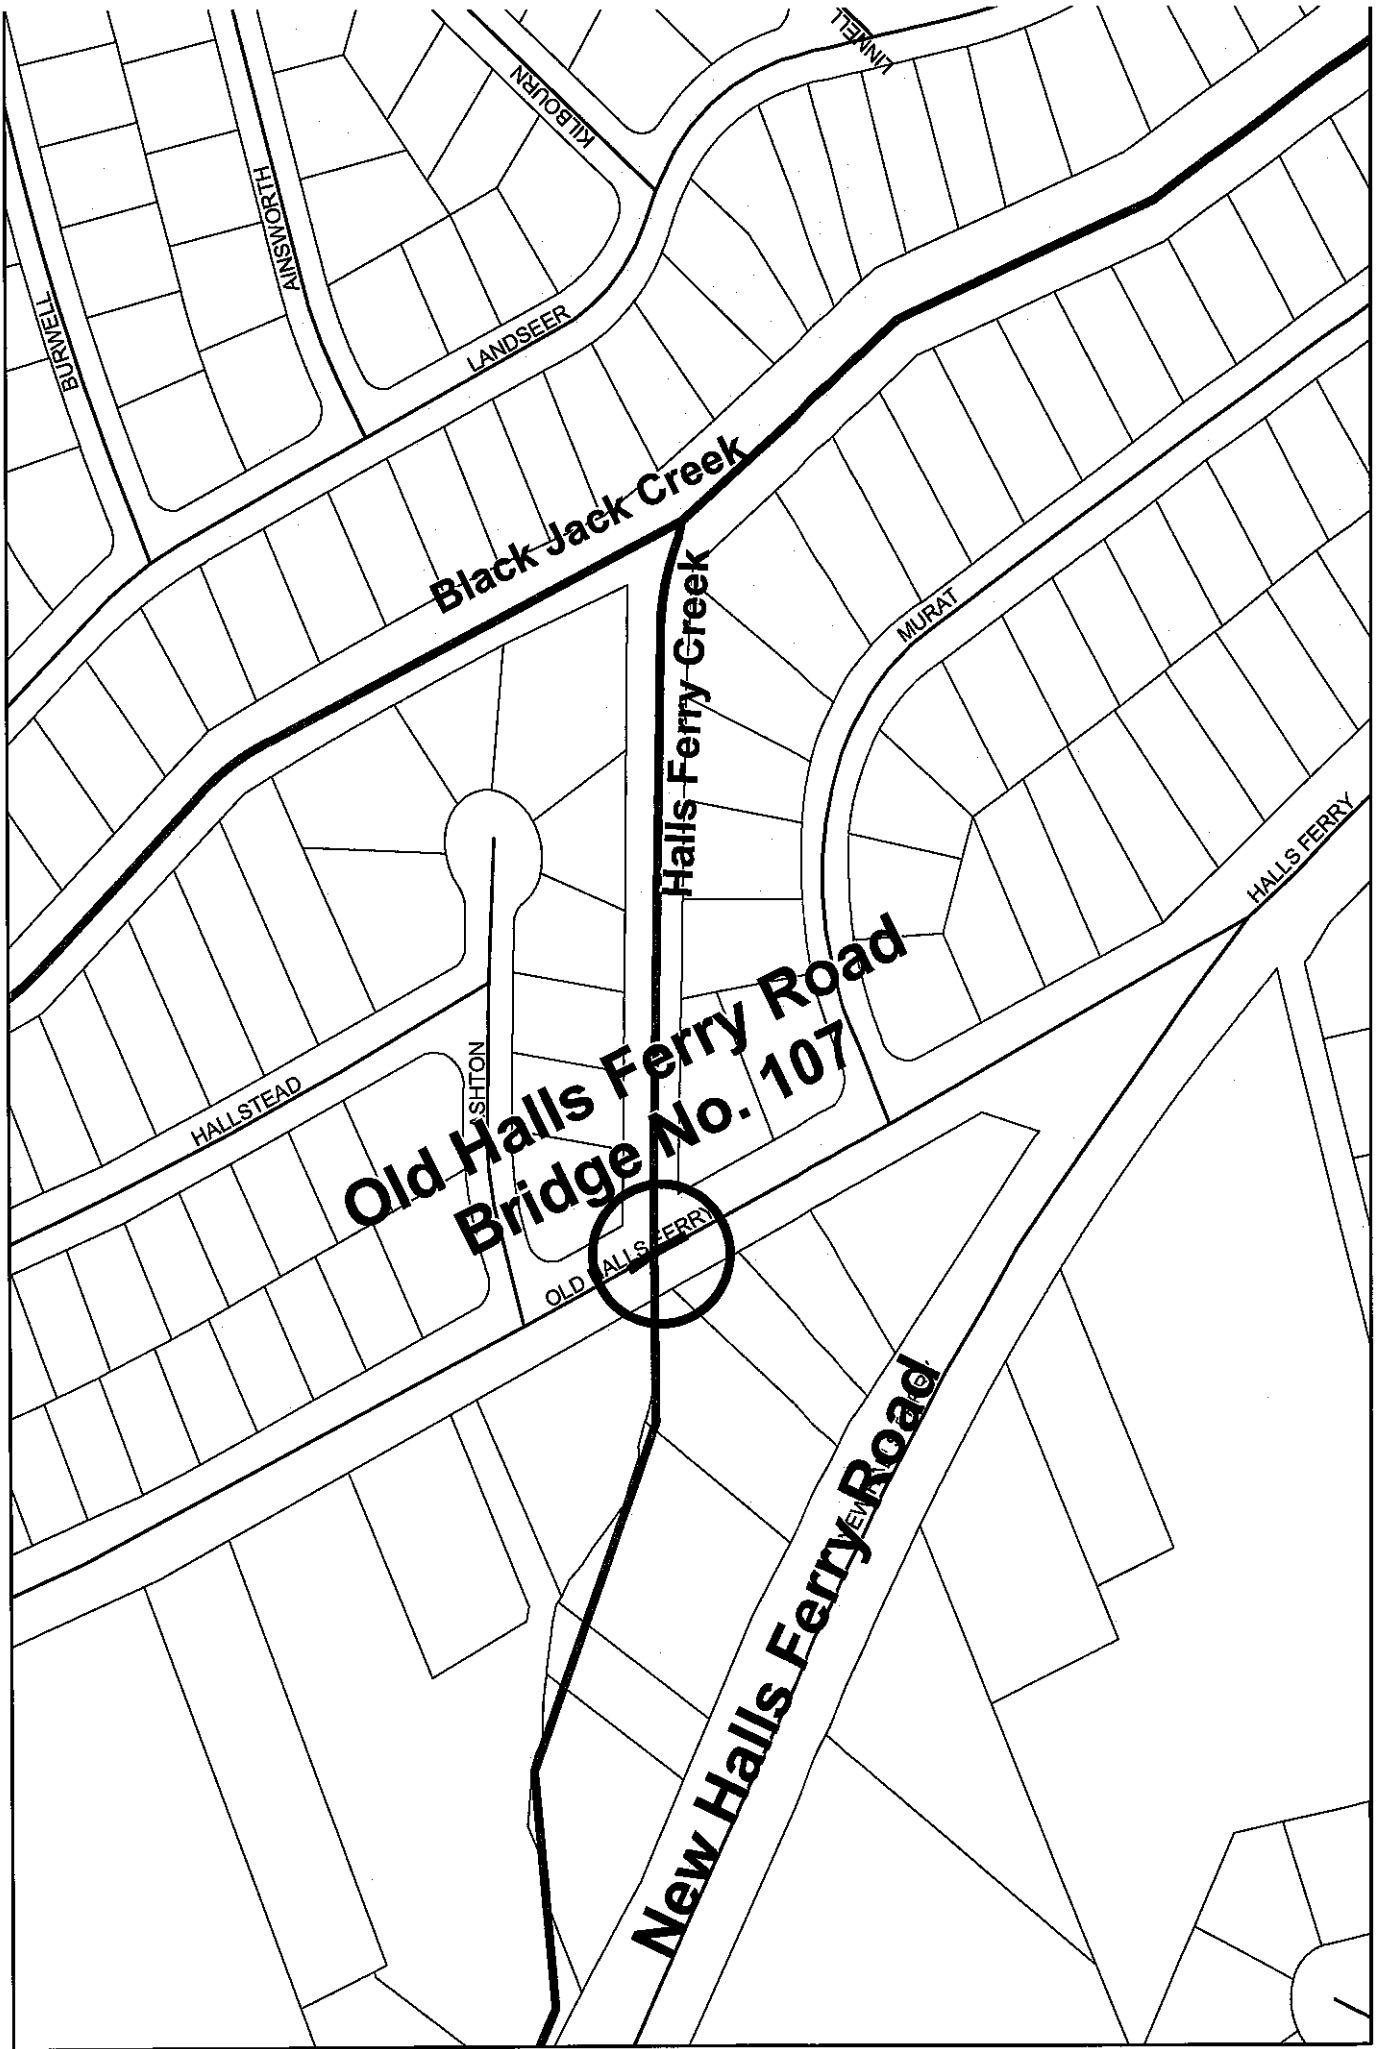 LINNELL
KILBOURN
AINSWORTH
BURWELL
LANDSEER
Black Jack Creek
Halls Ferry Creek
MURAT
HALLS FERRY
Old Halls Ferry Road
Bridge No. 107
HALLSTEAD
ASHTON
OLD HALLS FERRY
New Halls Ferry Road